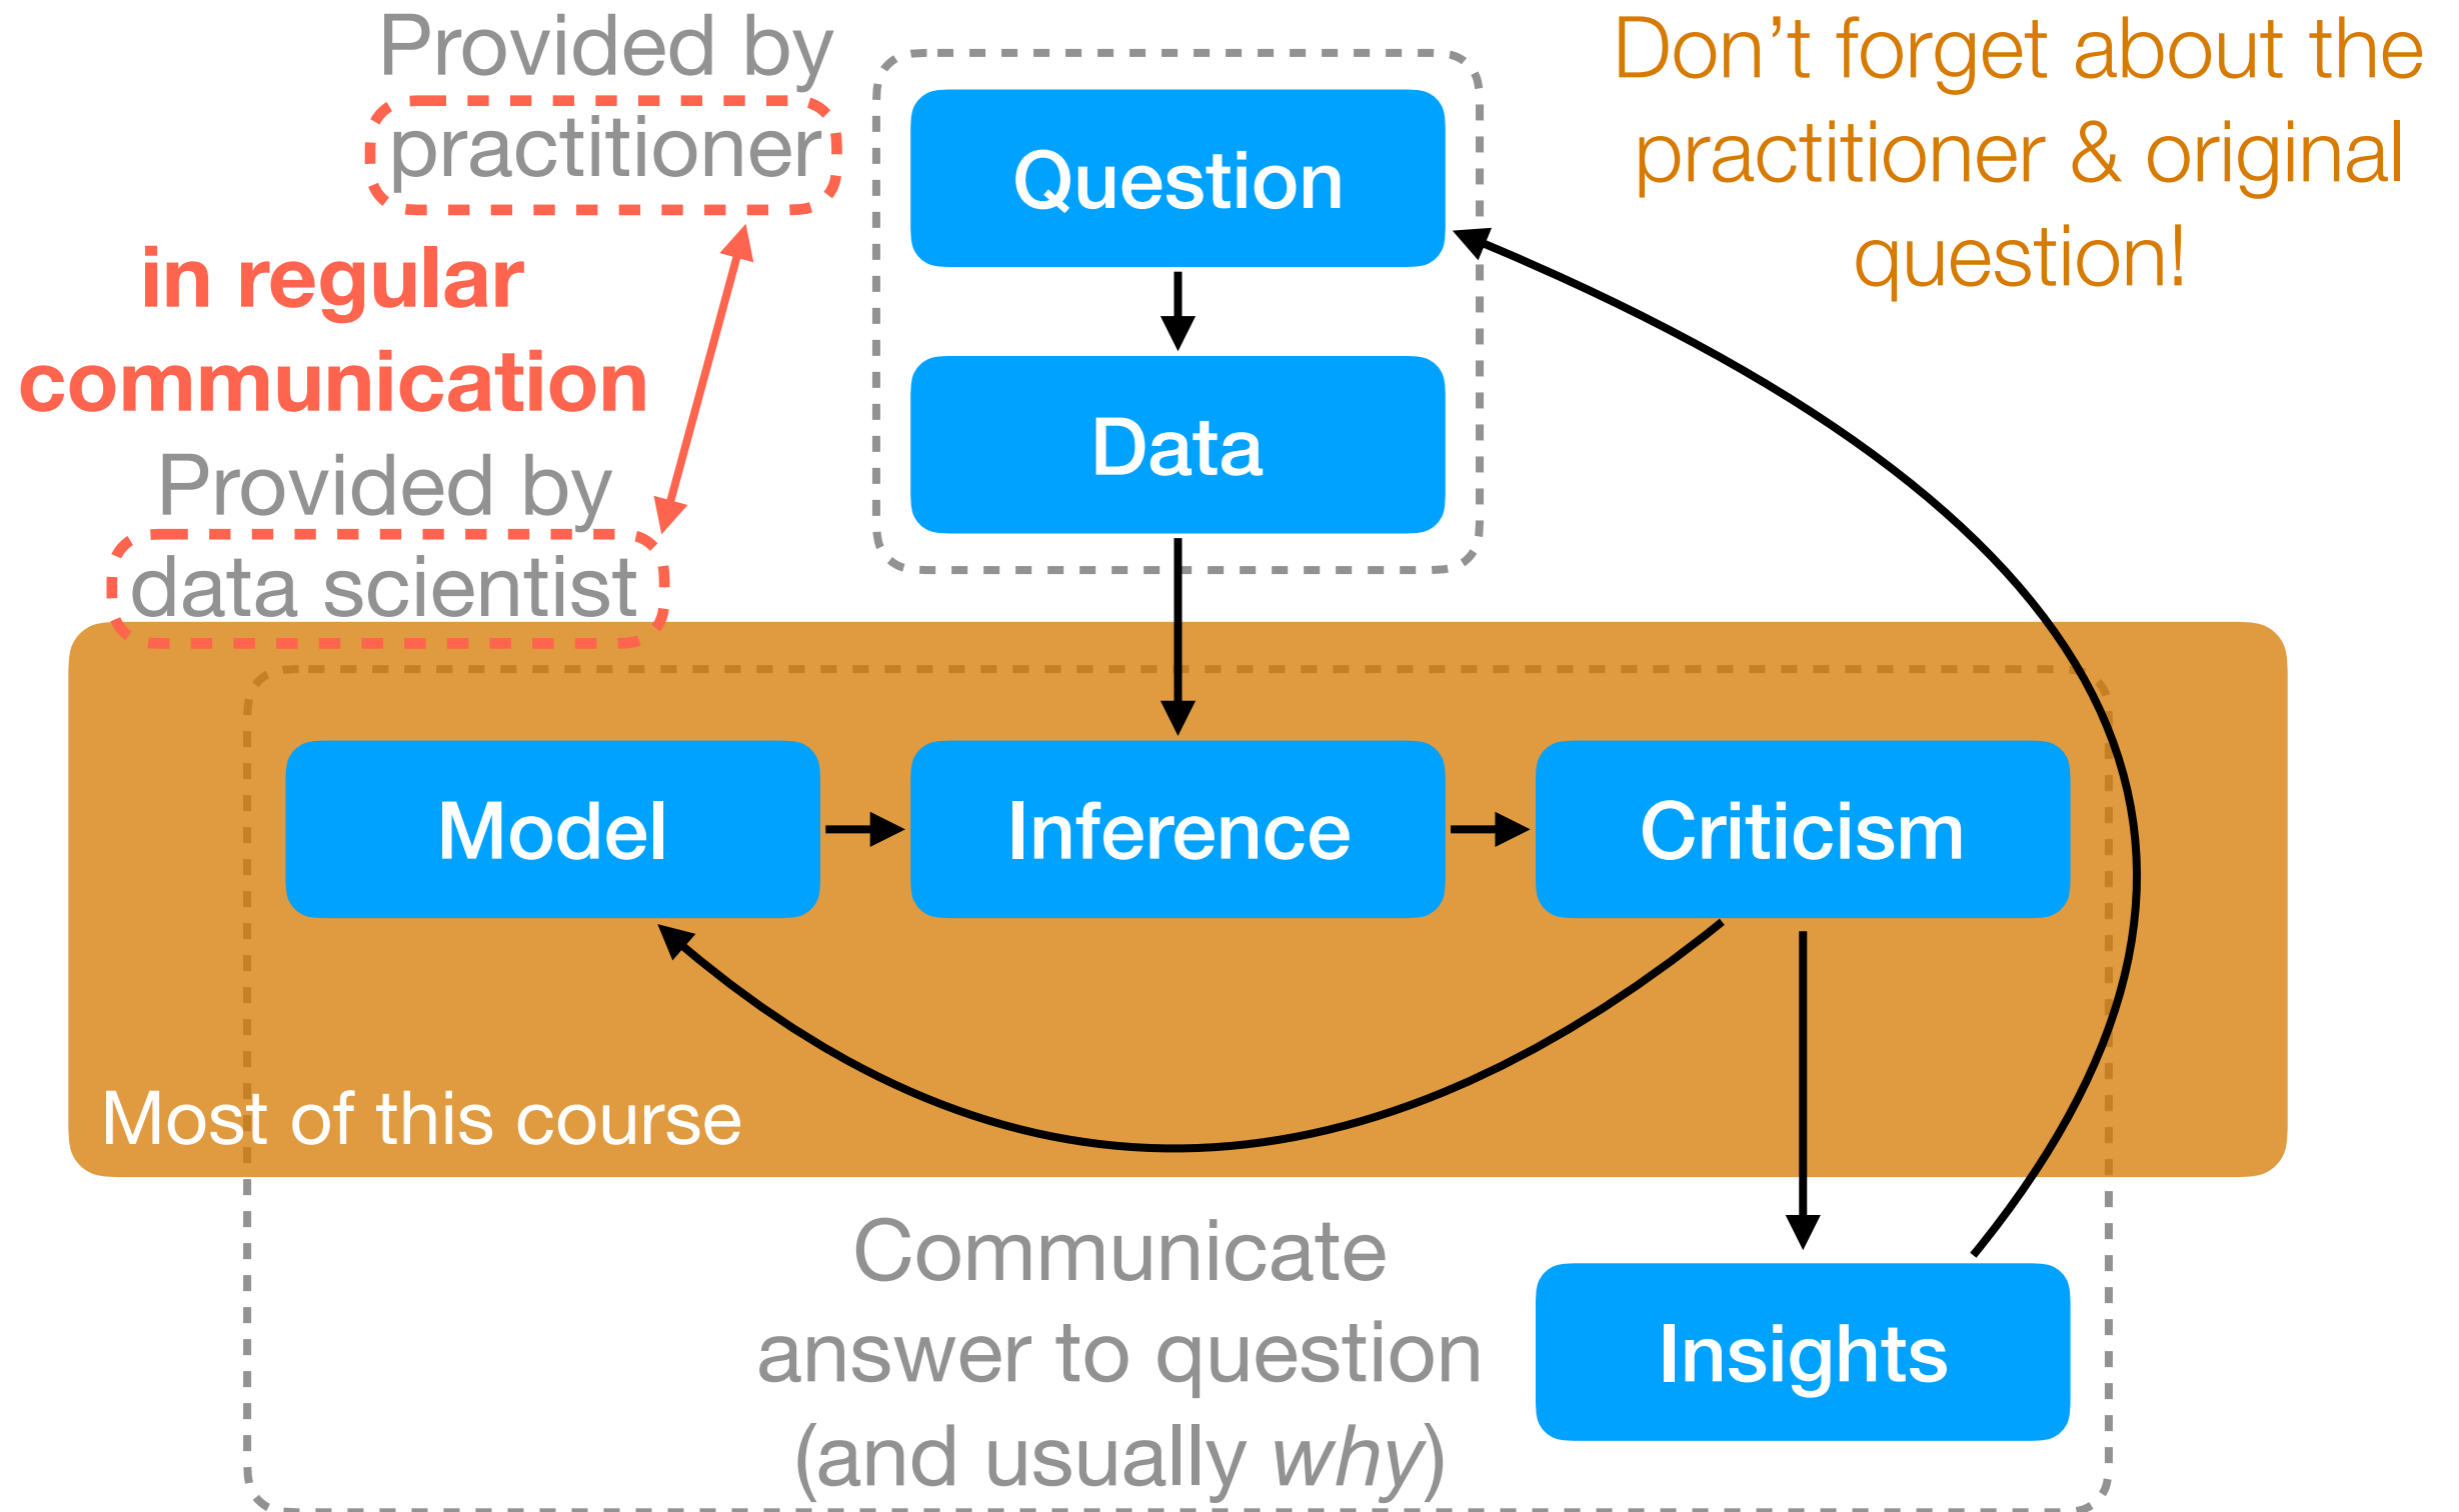 Provided by
practitioner
in regular
communication
Provided by
data scientist
Question
Data
Don’t forget about the
practitioner & original
question!
Model
Inference
Criticism
Most of this course
Communicate
answer to question
(and usually why)
Insights